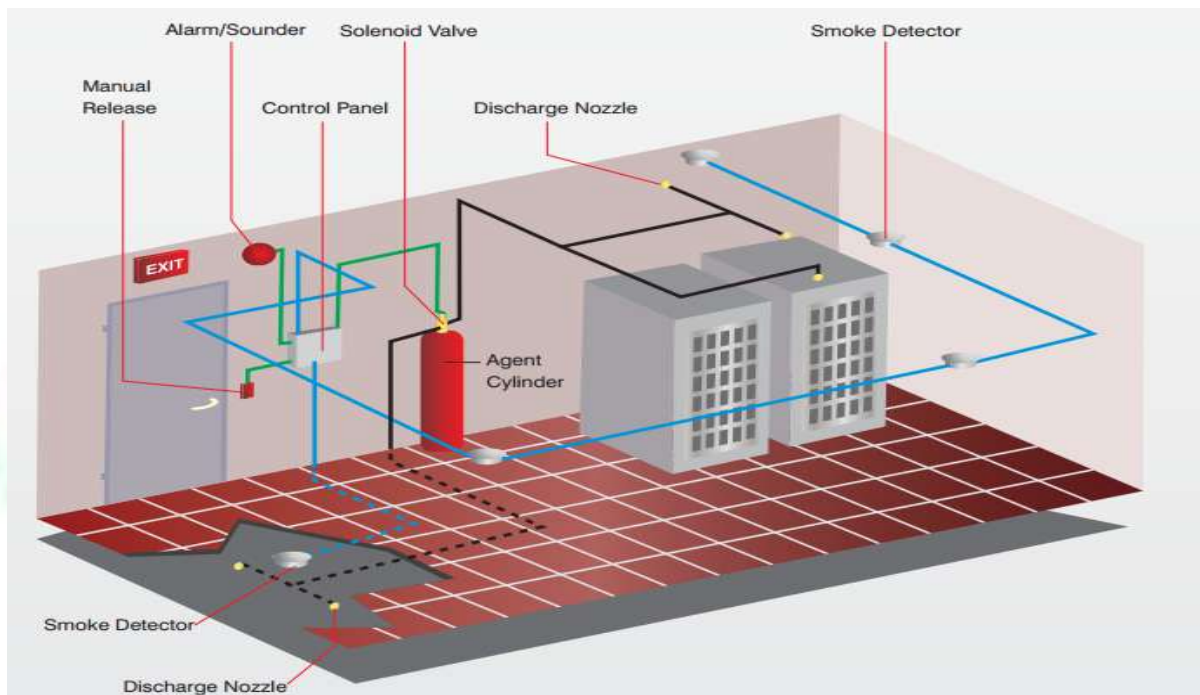 Alarm/Sounder
Solenoid Valve
Smoke Detector
Manual
Release
Control Panel
Discharge Nozzle
EXIT
Agent
Cylinder
Smoke Detector
Discharge Nozzle